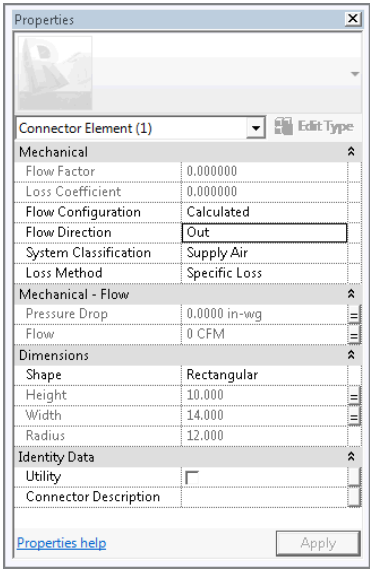 Properties
Connector Element (1) Edit Type
Mechanical
Flow Factor 0.000000
Loss Coefficient 0.000000
Flow Configuration Calculated
Flow Direction Out
System Classification Supply Air
Loss Method Specific Loss
Mechanical - Flow
Pressure Drop 0.0000 in-wg =
Flow 0 CFM =
Dimensions
Shape Rectangular
Height 10.000 =
Width 14.000 =
Radius 12.000
Identity Data
Utility
Connector Description
Properties help Apply